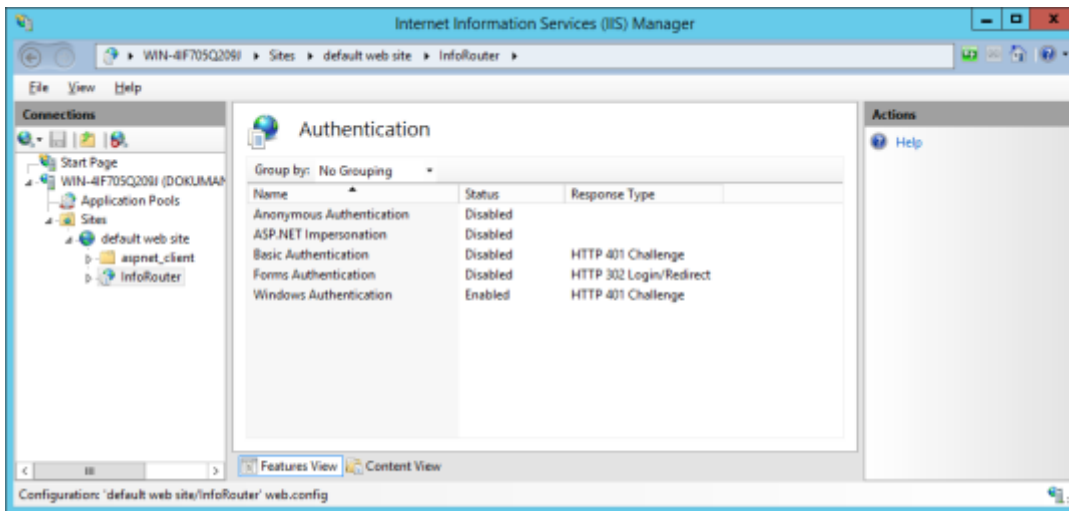 Internet Information Services (IIS) Manager
WIN-4IF705Q209J ▸ Sites ▸ default web site ▸ InfoRouter ▸
File View Help
Connections
Start Page
WIN-4IF705Q209J (DOKUMAN
Application Pools
Sites
default web site
aspnet_client
InfoRouter
Authentication
Group by: No Grouping
Name Status Response Type
Anonymous Authentication Disabled
ASP.NET Impersonation Disabled
Basic Authentication Disabled HTTP 401 Challenge
Forms Authentication Disabled HTTP 302 Login/Redirect
Windows Authentication Enabled HTTP 401 Challenge
Actions
Help
Features View Content View
Configuration: 'default web site/InfoRouter' web.config